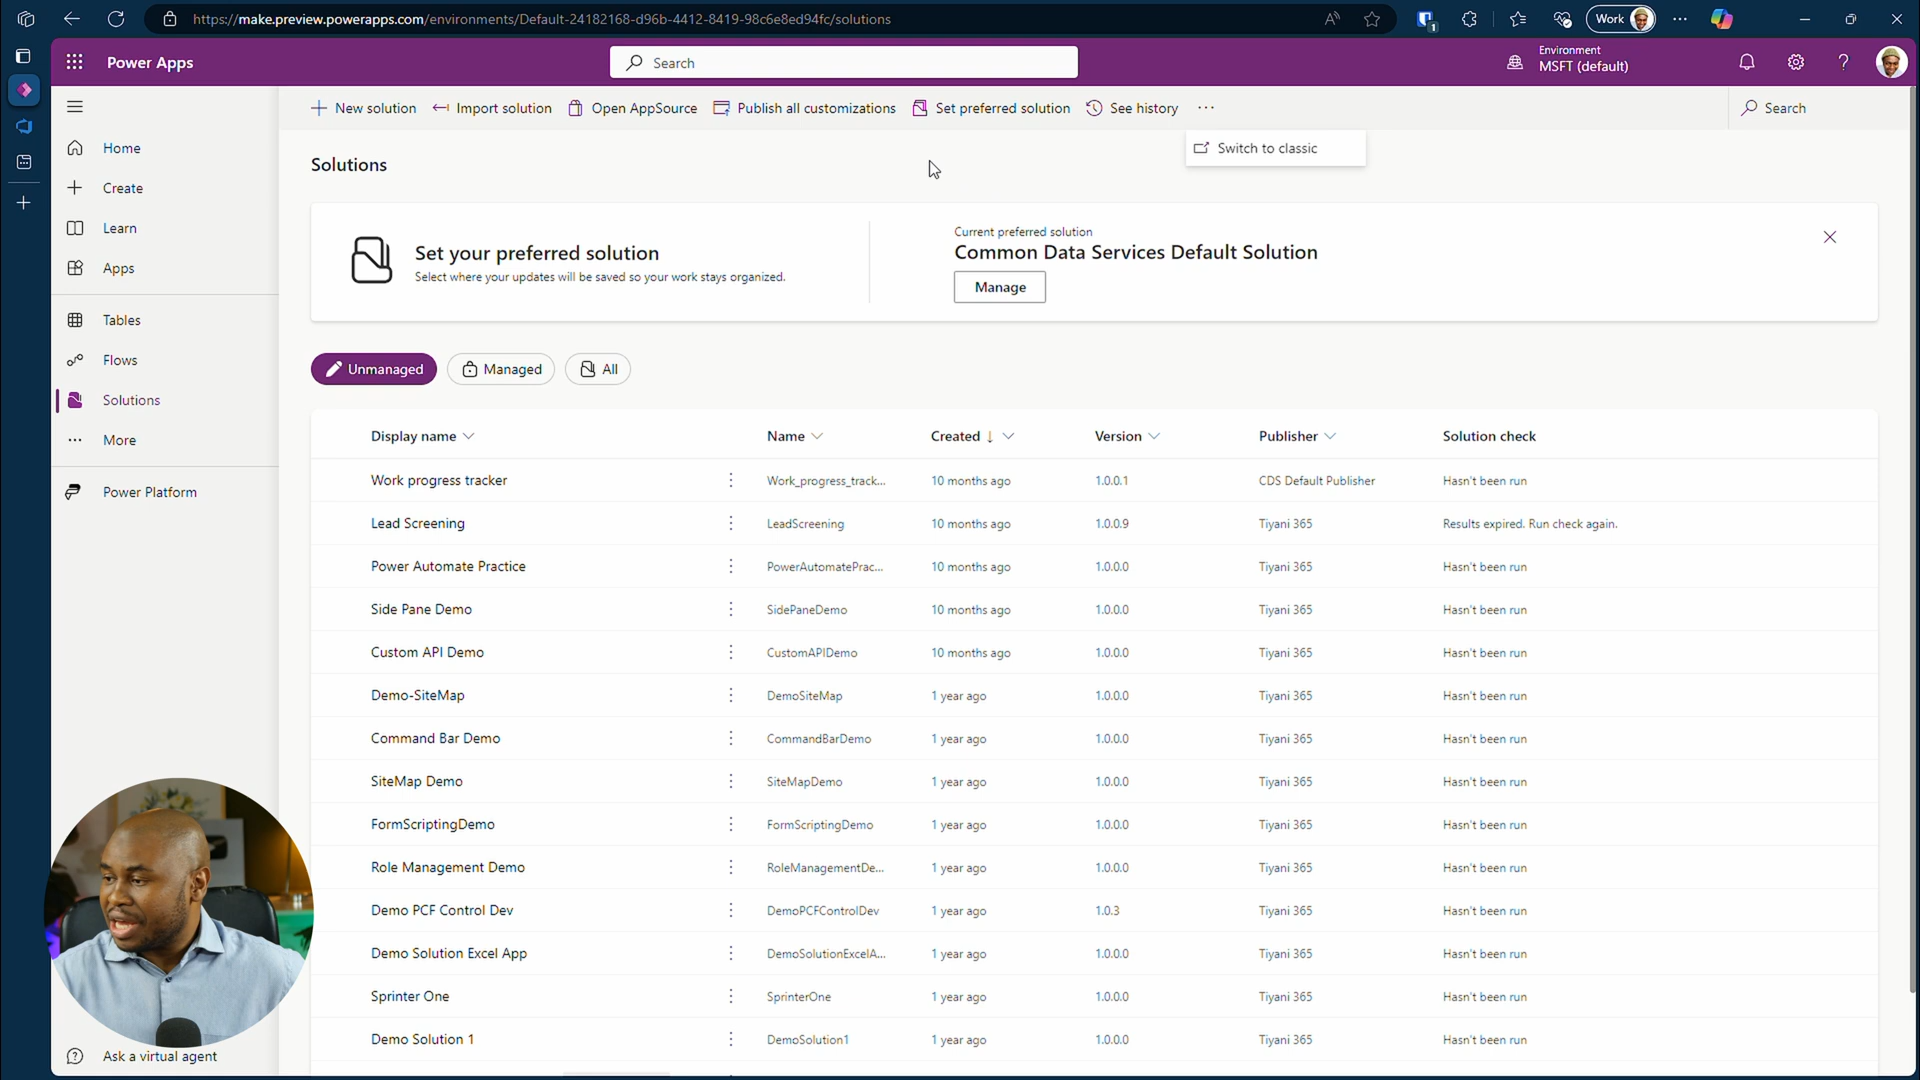 https://make.preview.powerapps.com/environments/Default-24182168-d96b-4412-8419-98c6e8ed94fc/solutions
1
Work
Power Apps
Search
Environment
MSFT (default)
New solution
Import solution
Open AppSource
Publish all customizations
Set preferred solution
See history
Search
Switch to classic
Home
Create
Learn
Apps
Tables
Flows
Solutions
More
Power Platform
Ask a virtual agent
Solutions
Set your preferred solution
Select where your updates will be saved so your work stays organized.
Current preferred solution
Common Data Services Default Solution
Manage
Unmanaged
Managed
All
Display name Name Created Version Publisher Solution check
Work progress tracker Work_progress_track... 10 months ago 1.0.0.1 CDS Default Publisher Hasn't been run
Lead Screening LeadScreening 10 months ago 1.0.0.9 Tiyani 365 Results expired. Run check again.
Power Automate Practice PowerAutomatePrac... 10 months ago 1.0.0.0 Tiyani 365 Hasn't been run
Side Pane Demo SidePaneDemo 10 months ago 1.0.0.0 Tiyani 365 Hasn't been run
Custom API Demo CustomAPIDemo 10 months ago 1.0.0.0 Tiyani 365 Hasn't been run
Demo-SiteMap DemoSiteMap 1 year ago 1.0.0.0 Tiyani 365 Hasn't been run
Command Bar Demo CommandBarDemo 1 year ago 1.0.0.0 Tiyani 365 Hasn't been run
SiteMap Demo SiteMapDemo 1 year ago 1.0.0.0 Tiyani 365 Hasn't been run
FormScriptingDemo FormScriptingDemo 1 year ago 1.0.0.0 Tiyani 365 Hasn't been run
Role Management Demo RoleManagementDe... 1 year ago 1.0.0.0 Tiyani 365 Hasn't been run
Demo PCF Control Dev DemoPCFControlDev 1 year ago 1.0.3 Tiyani 365 Hasn't been run
Demo Solution Excel App DemoSolutionExcelA... 1 year ago 1.0.0.0 Tiyani 365 Hasn't been run
Sprinter One SprinterOne 1 year ago 1.0.0.0 Tiyani 365 Hasn't been run
Demo Solution 1 DemoSolution1 1 year ago 1.0.0.0 Tiyani 365 Hasn't been run